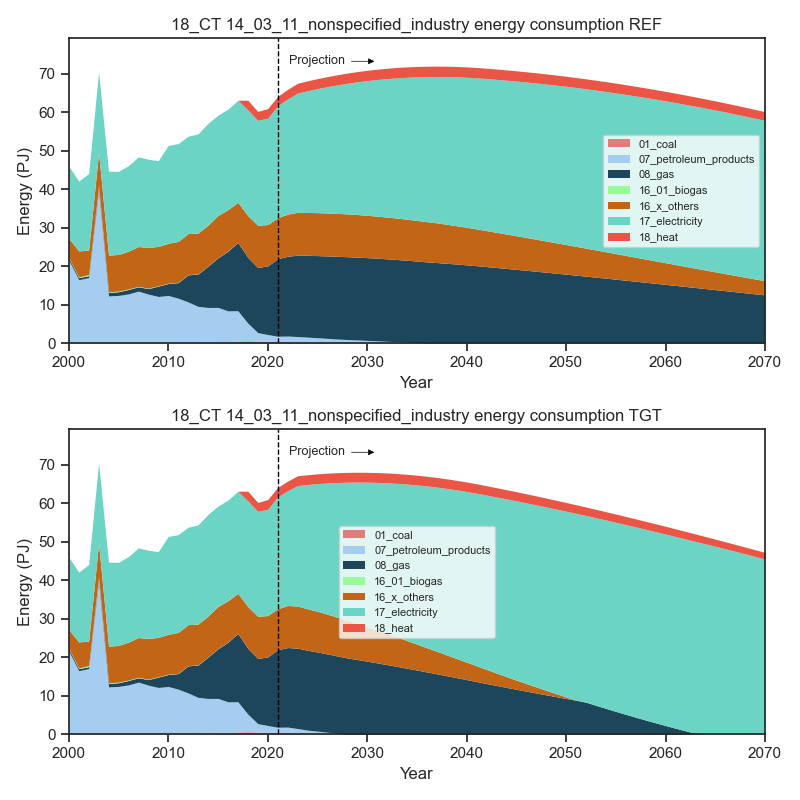 18_CT 14_03_11_nonspecified_industry energy consumption REF
Projection
Energy (PJ)
70
60
50
40
30
20
10
0
01_coal
07_petroleum_products
08_gas
16_01_biogas
16_x_others
17_electricity
18_heat
2000 2010 2020 2030 2040 2050 2060 2070
Year
18_CT 14_03_11_nonspecified_industry energy consumption TGT
Projection
Energy (PJ)
70
60
50
40
30
20
10
0
01_coal
07_petroleum_products
08_gas
16_01_biogas
16_x_others
17_electricity
18_heat
2000 2010 2020 2030 2040 2050 2060 2070
Year